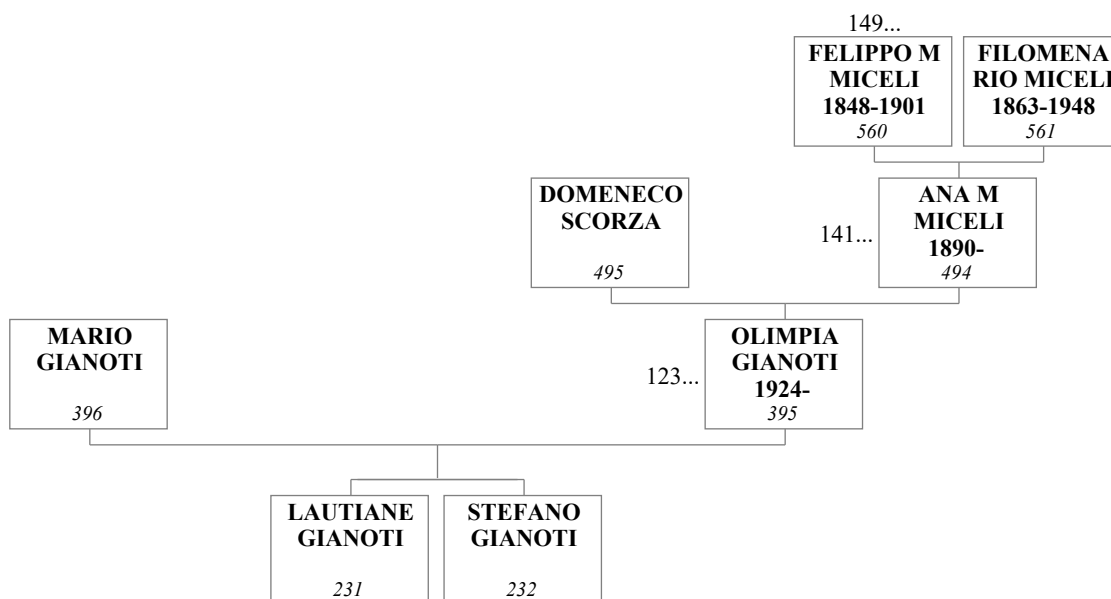 149...
FELIPPO M
MICELI
1848-1901
560
FILOMENA
RIO MICELI
1863-1948
561
DOMENECO
SCORZA
495
141...
ANA M
MICELI
1890-
494
MARIO
GIANOTI
396
123...
OLIMPIA
GIANOTI
1924-
395
LAUTIANE
GIANOTI
231
STEFANO
GIANOTI
232